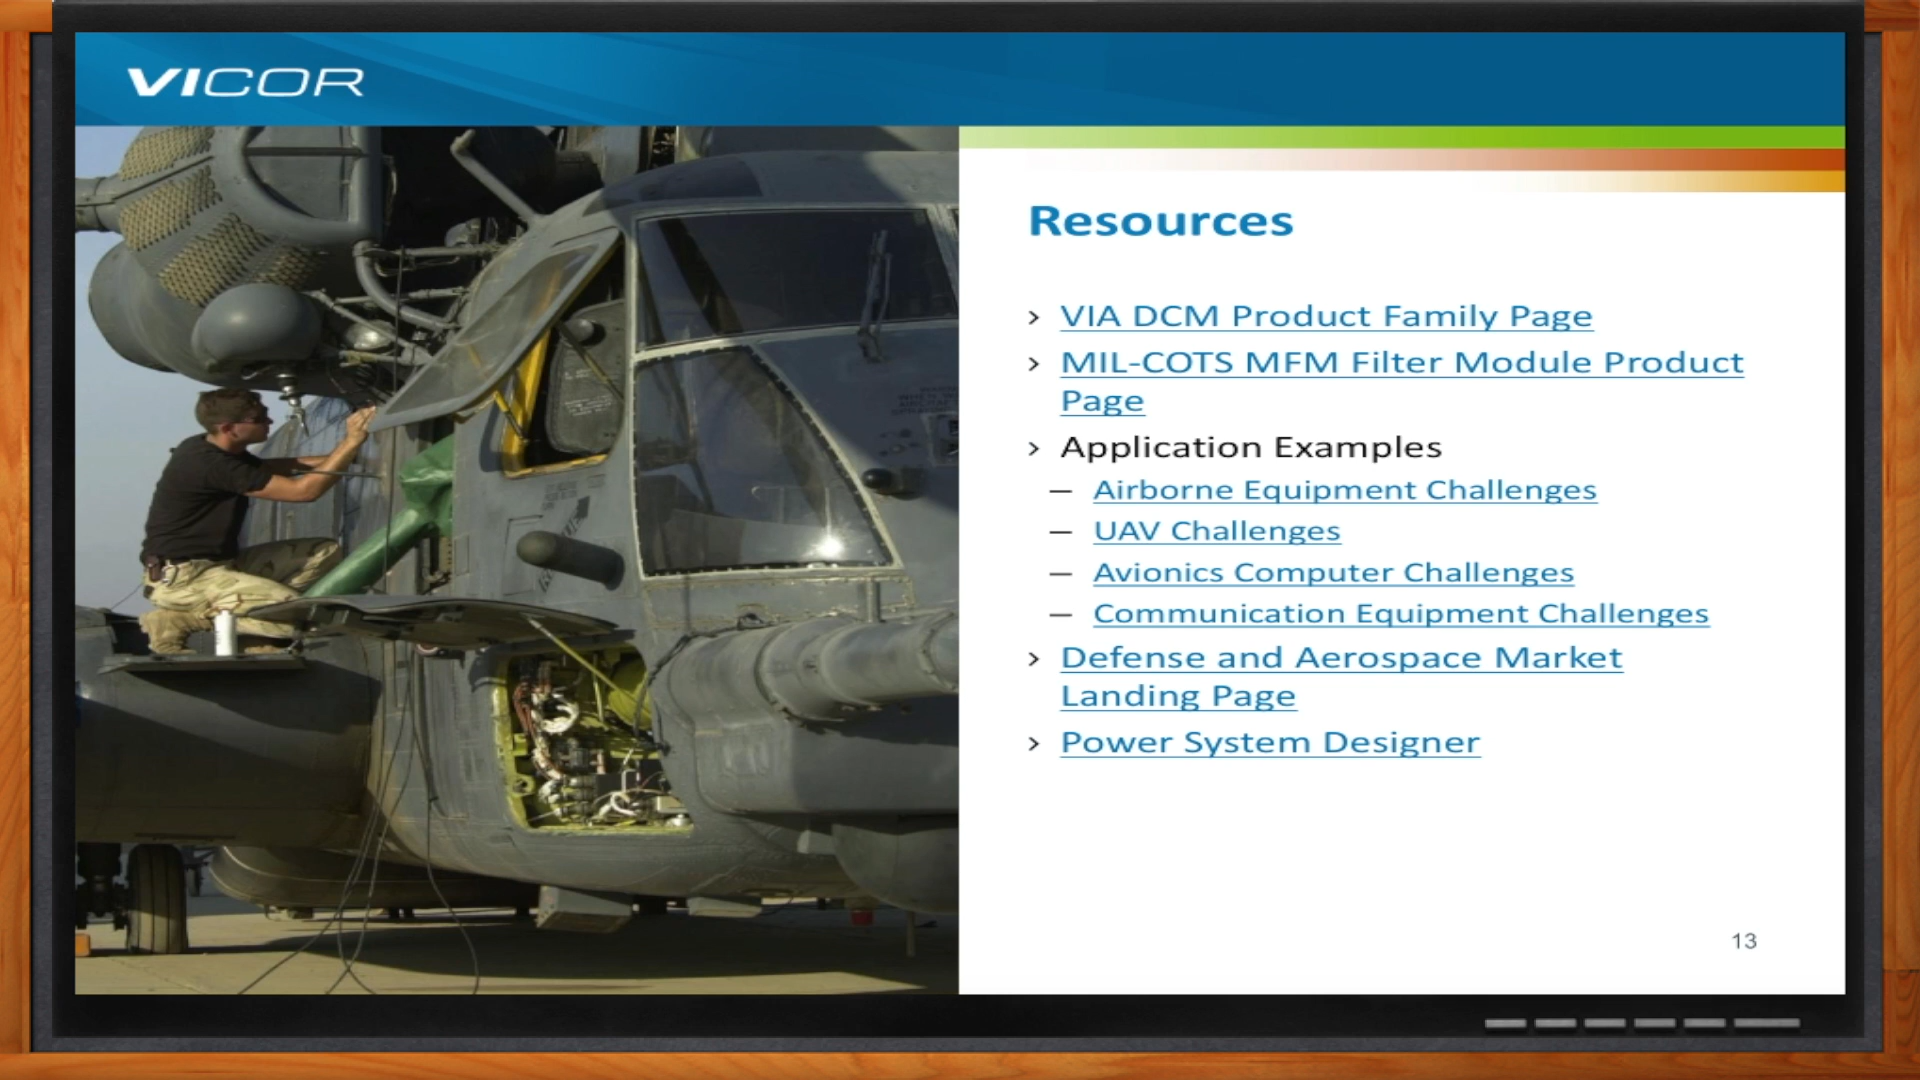 VICOR
Resources
› VIA DCM Product Family Page
› MIL-COTS MFM Filter Module Product
Page
› Application Examples
– Airborne Equipment Challenges
– UAV Challenges
– Avionics Computer Challenges
– Communication Equipment Challenges
› Defense and Aerospace Market
Landing Page
› Power System Designer
13